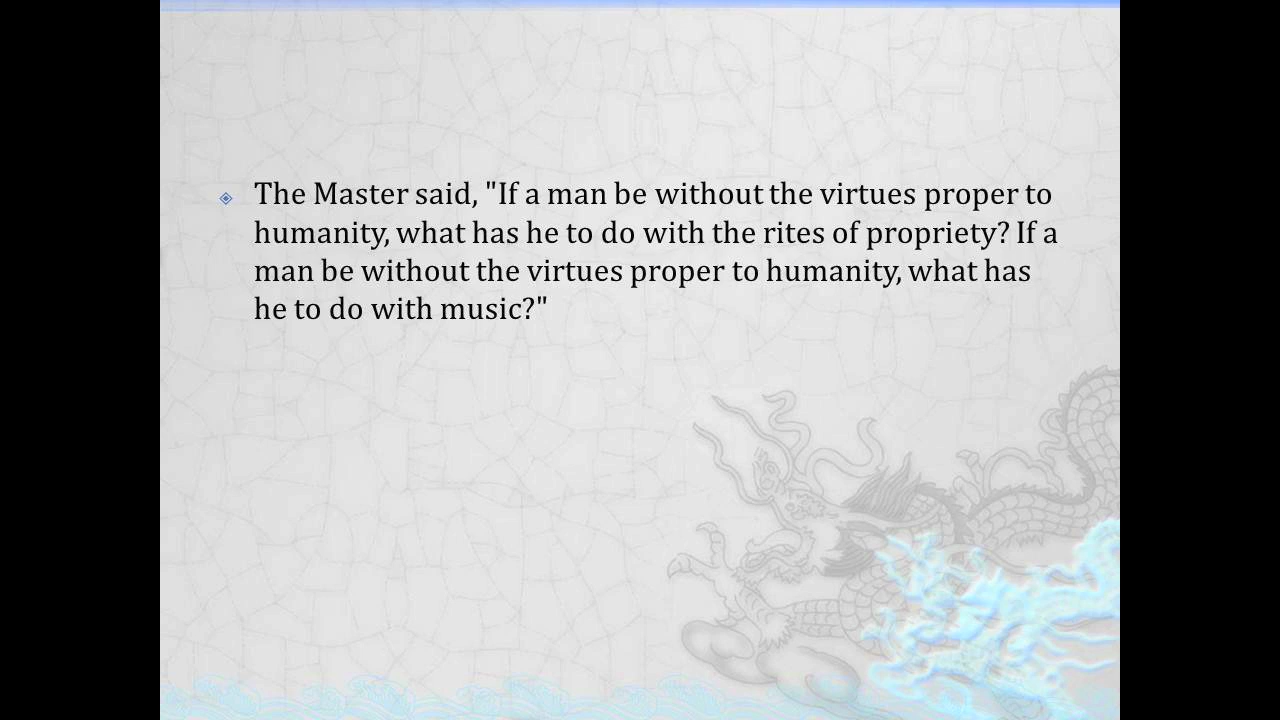 The Master said, "If a man be without the virtues proper to
humanity, what has he to do with the rites of propriety? If a
man be without the virtues proper to humanity, what has
he to do with music?"